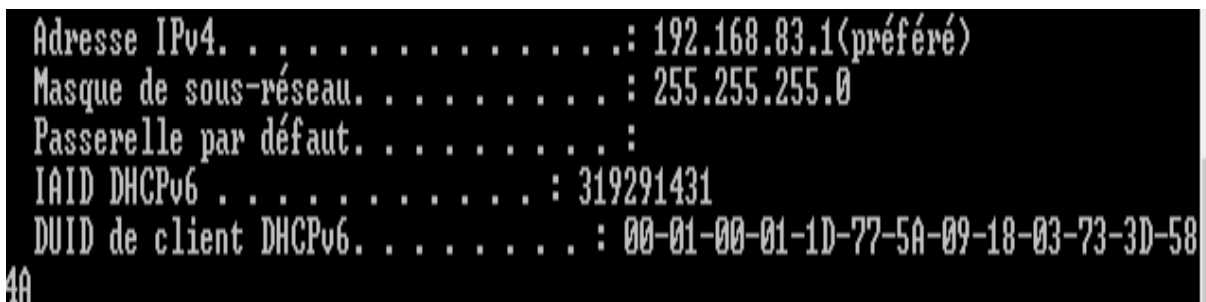 Adresse IPv4. . . . . . . . . . . . . .: 192.168.83.1(préféré)
Masque de sous-réseau. . . . . . . . . : 255.255.255.0
Passerelle par défaut. . . . . . . . . :
IAID DHCPv6 . . . . . . . . . . . : 319291431
DUID de client DHCPv6. . . . . . . . : 00-01-00-01-1D-77-5A-09-18-03-73-3D-58
4A